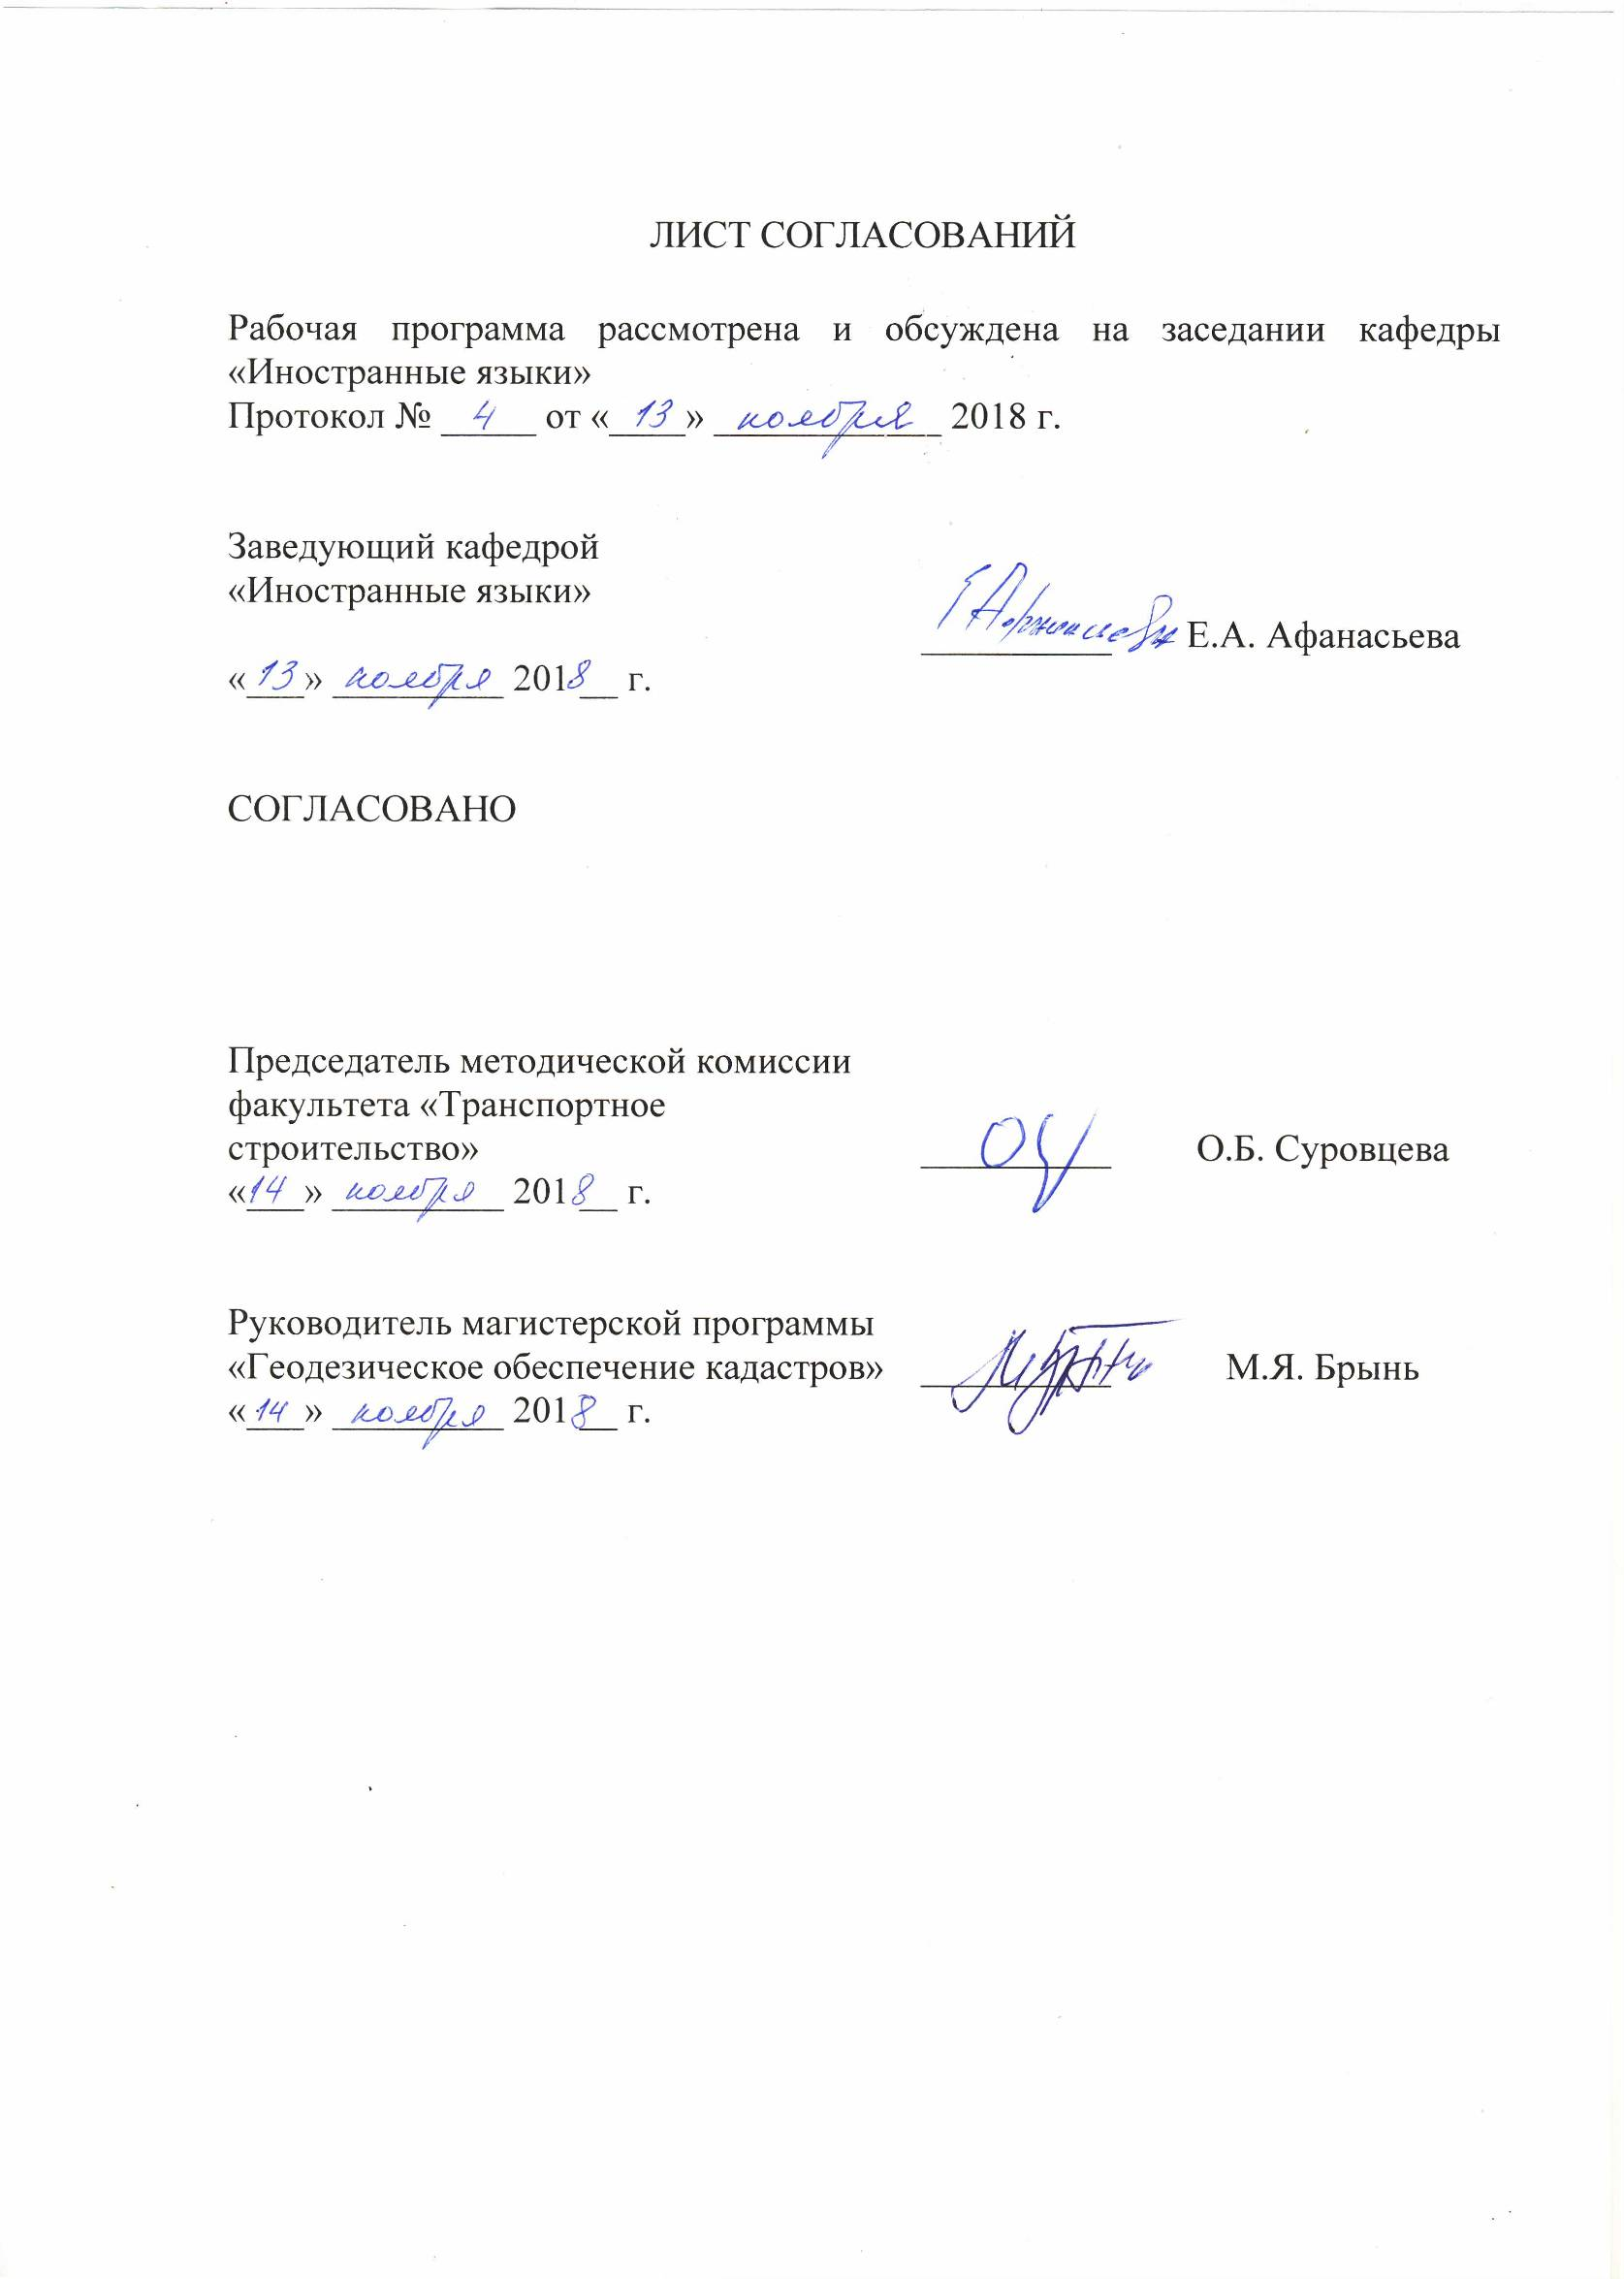 ЛИСТ СОГЛАСОВАНИЙ
Рабочая программа рассмотрена и обсуждена на заседании кафедры
«Иностранные языки»
Протокол № 4 от «13» ноября 2018 г.
Заведующий кафедрой
«Иностранные языки»
Е.А. Афанасьева
«13» ноября 2018 г.
СОГЛАСОВАНО
Председатель методической комиссии
факультета «Транспортное
строительство» О.Б. Суровцева
«14» ноября 2018 г.
Руководитель магистерской программы
«Геодезическое обеспечение кадастров» М.Я. Брынь
«14» ноября 2018 г.